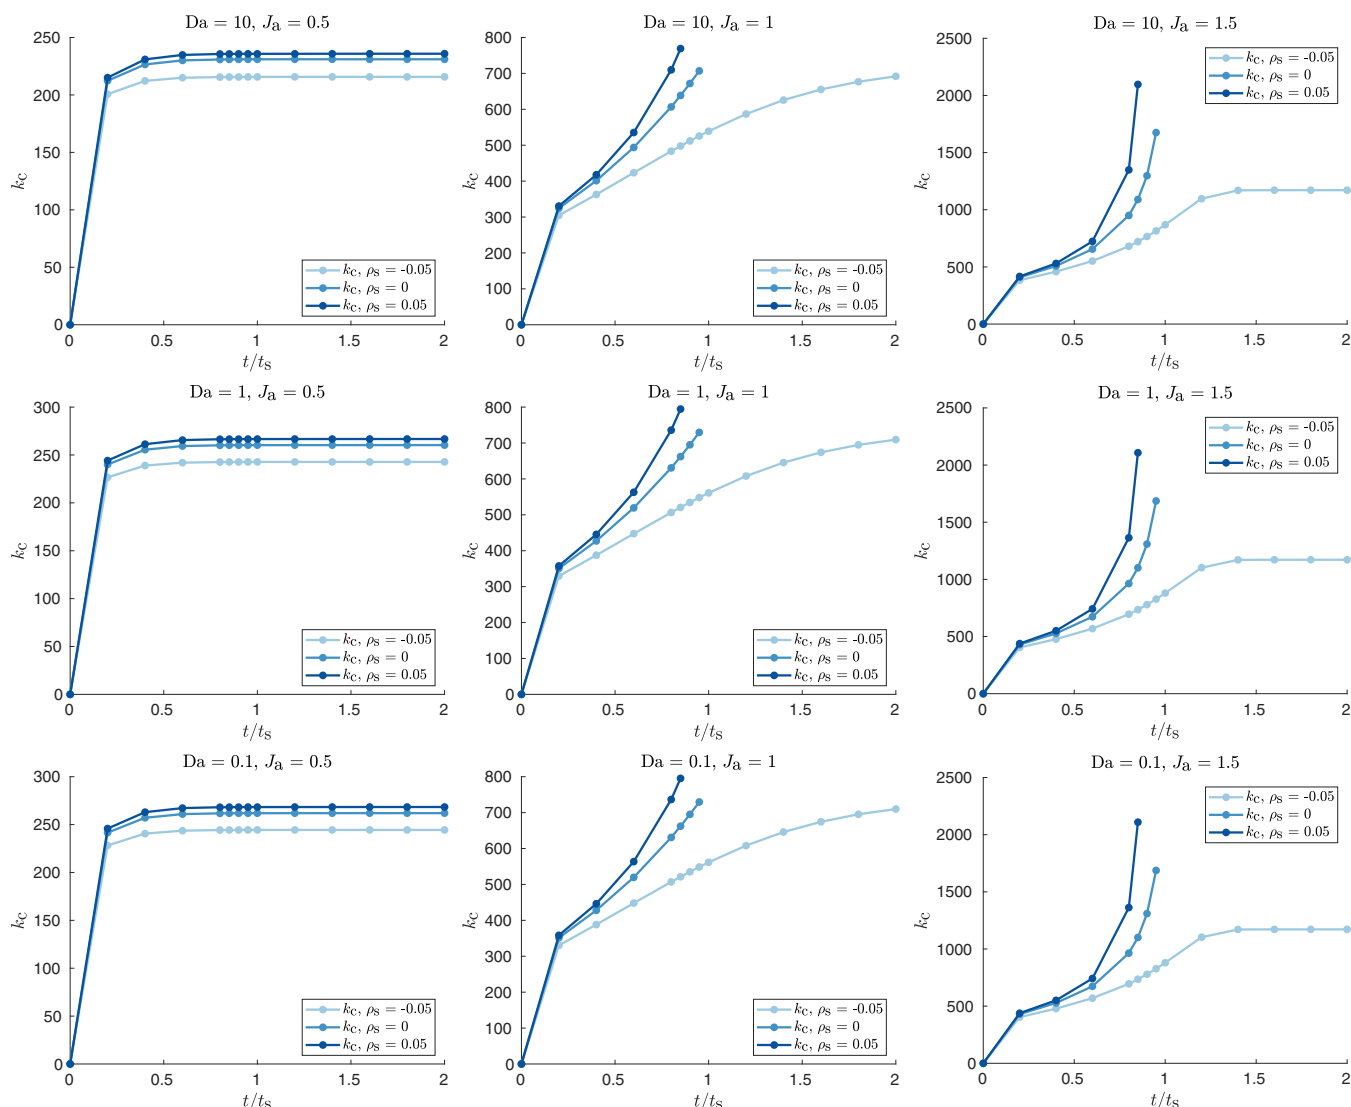 Da = 10, Ja = 0.5
250
200
150
100
50
0
kc
0 0.5 1 1.5 2
t/ts
kc, ρs = -0.05
kc, ρs = 0
kc, ρs = 0.05
Da = 10, Ja = 1
800
700
600
500
400
300
200
100
0
kc
0 0.5 1 1.5 2
t/ts
kc, ρs = -0.05
kc, ρs = 0
kc, ρs = 0.05
Da = 10, Ja = 1.5
2500
2000
1500
1000
500
0
kc
0 0.5 1 1.5 2
t/ts
kc, ρs = -0.05
kc, ρs = 0
kc, ρs = 0.05
Da = 1, Ja = 0.5
300
250
200
150
100
50
0
kc
0 0.5 1 1.5 2
t/ts
kc, ρs = -0.05
kc, ρs = 0
kc, ρs = 0.05
Da = 1, Ja = 1
800
700
600
500
400
300
200
100
0
kc
0 0.5 1 1.5 2
t/ts
kc, ρs = -0.05
kc, ρs = 0
kc, ρs = 0.05
Da = 1, Ja = 1.5
2500
2000
1500
1000
500
0
kc
0 0.5 1 1.5 2
t/ts
kc, ρs = -0.05
kc, ρs = 0
kc, ρs = 0.05
Da = 0.1, Ja = 0.5
300
250
200
150
100
50
0
kc
0 0.5 1 1.5 2
t/ts
kc, ρs = -0.05
kc, ρs = 0
kc, ρs = 0.05
Da = 0.1, Ja = 1
800
700
600
500
400
300
200
100
0
kc
0 0.5 1 1.5 2
t/ts
kc, ρs = -0.05
kc, ρs = 0
kc, ρs = 0.05
Da = 0.1, Ja = 1.5
2500
2000
1500
1000
500
0
kc
0 0.5 1 1.5 2
t/ts
kc, ρs = -0.05
kc, ρs = 0
kc, ρs = 0.05